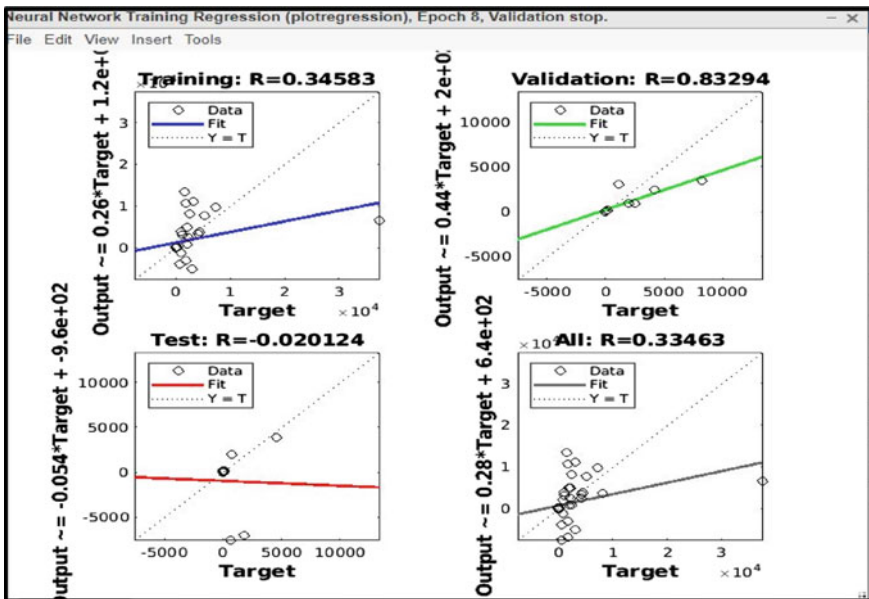 Neural Network Training Regression (plotregression), Epoch 8, Validation stop.
File Edit View Insert Tools
Training: R=0.34583
Output ~= 0.26*Target + 1.2e+0
Data
Fit
Y = T
3
2
1
0
0 1 2 3
×10⁴
Target
Validation: R=0.83294
Output ~= 0.44*Target + 2e+0
Data
Fit
Y = T
10000
5000
0
-5000
-5000 0 5000 10000
Target
Test: R=-0.020124
Output ~= -0.054*Target + -9.6e+02
Data
Fit
Y = T
10000
5000
0
-5000
-5000 0 5000 10000
Target
All: R=0.33463
×10⁴
Output ~= 0.28*Target + 6.4e+02
Data
Fit
Y = T
3
2
1
0
0 1 2 3
×10⁴
Target